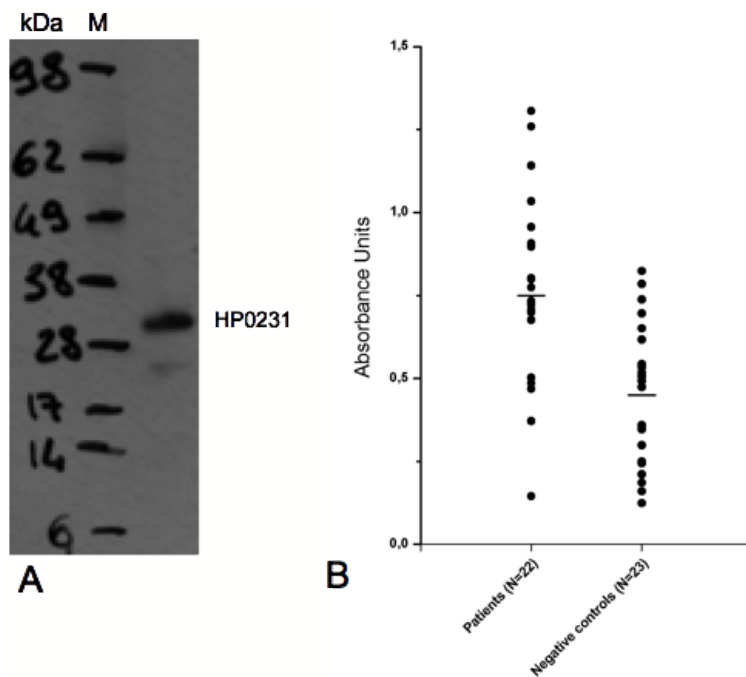 kDa M
98
62
49
38
28
17
14
6
HP0231
A
1,5
1,0
0,5
0,0
Absorbance Units
Patients (N=22)
Negative controls (N=23)
B